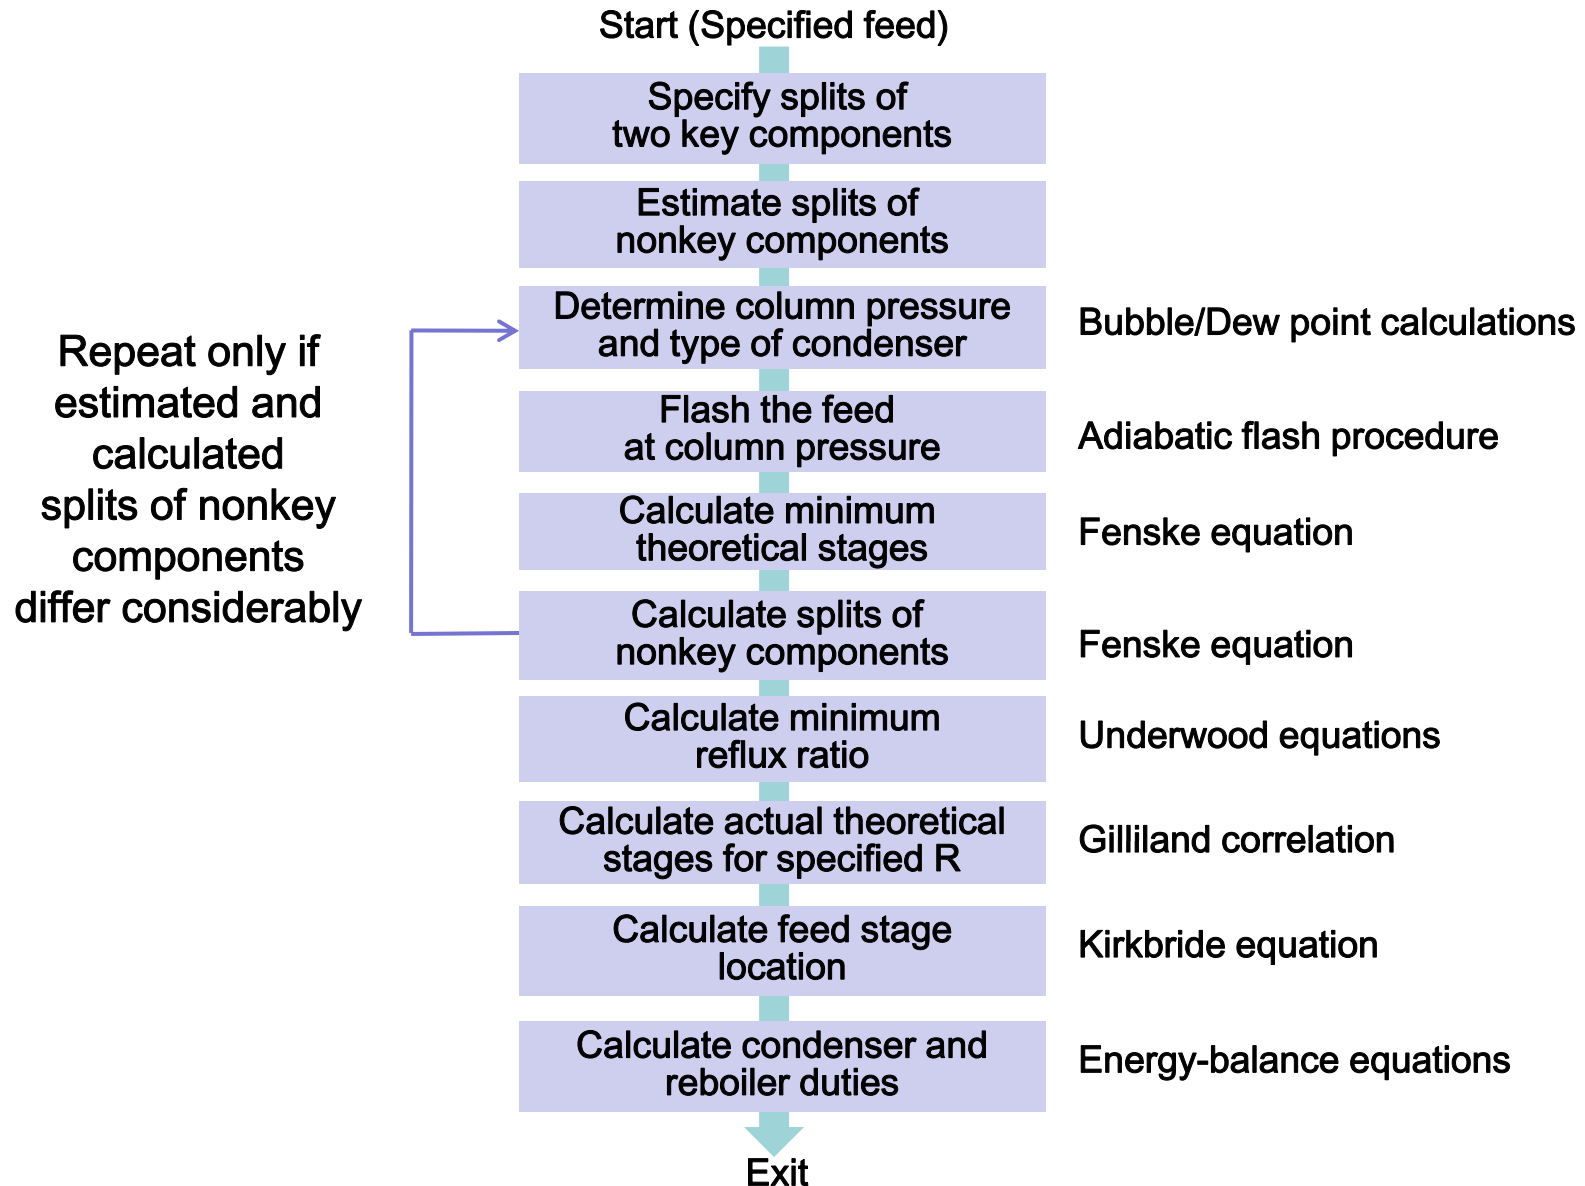 Start (Specified feed)
Specify splits of
two key components
Estimate splits of
nonkey components
Determine column pressure
and type of condenser
Bubble/Dew point calculations
Flash the feed
at column pressure
Adiabatic flash procedure
Calculate minimum
theoretical stages
Fenske equation
Calculate splits of
nonkey components
Fenske equation
Repeat only if
estimated and
calculated
splits of nonkey
components
differ considerably
Calculate minimum
reflux ratio
Underwood equations
Calculate actual theoretical
stages for specified R
Gilliland correlation
Calculate feed stage
location
Kirkbride equation
Calculate condenser and
reboiler duties
Energy-balance equations
Exit